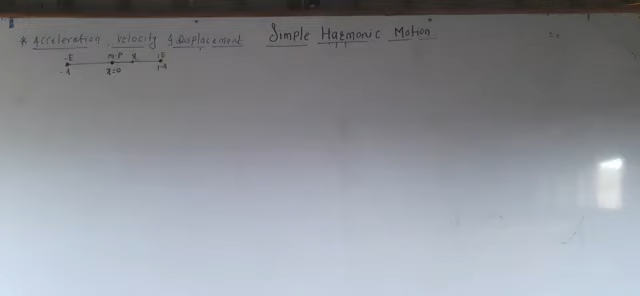 Simple Harmonic Motion
* Acceleration, Velocity & Displacement
-E M.P x +E
-A x=0 +A